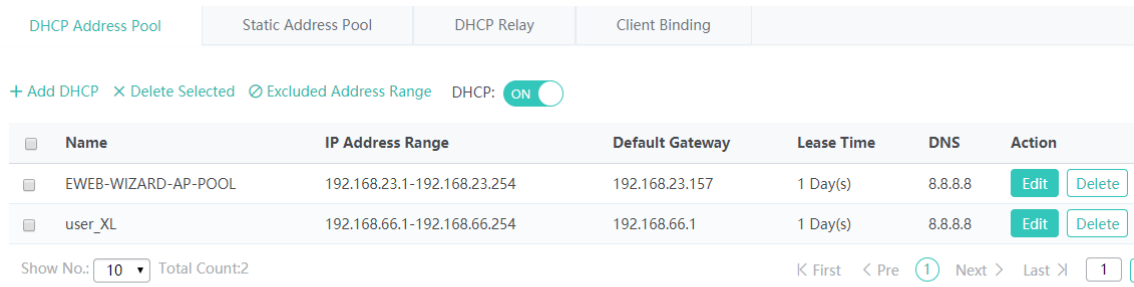 DHCP Address Pool Static Address Pool DHCP Relay Client Binding
+ Add DHCP × Delete Selected Excluded Address Range DHCP: ON
Name IP Address Range Default Gateway Lease Time DNS Action
EWEB-WIZARD-AP-POOL 192.168.23.1-192.168.23.254 192.168.23.157 1 Day(s) 8.8.8.8 Edit Delete
user_XL 192.168.66.1-192.168.66.254 192.168.66.1 1 Day(s) 8.8.8.8 Edit Delete
Show No.: 10 Total Count:2 First Pre 1 Next Last 1